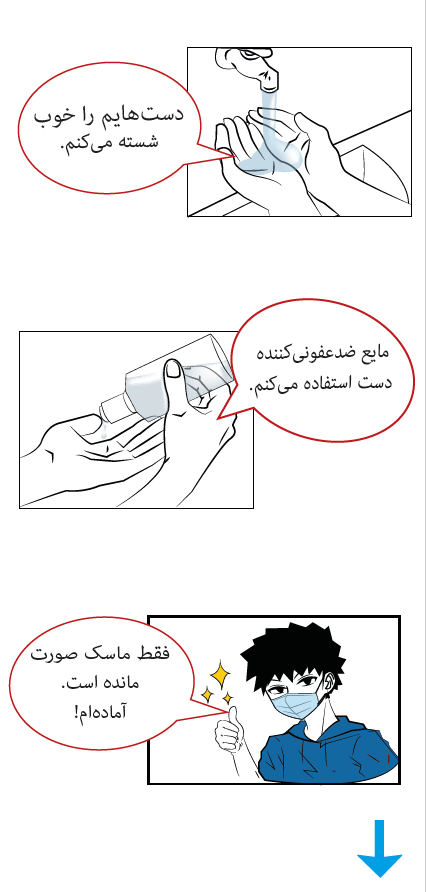 دست‌هایم را خوب
شسته می‌کنم.
مایع ضدعفونی‌کننده
دست استفاده می‌کنم.
فقط ماسک صورت
مانده است.
آماده‌ام!